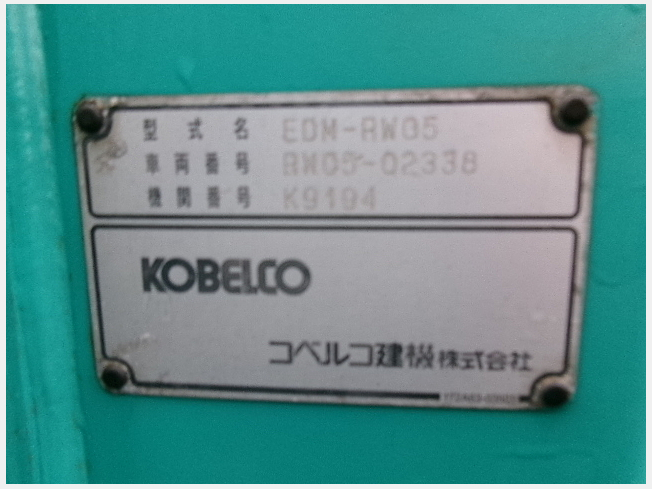 型式名 EDM-RW05
車両番号 RW05-02338
機関番号 K9194
KOBELCO
コベルコ建機株式会社